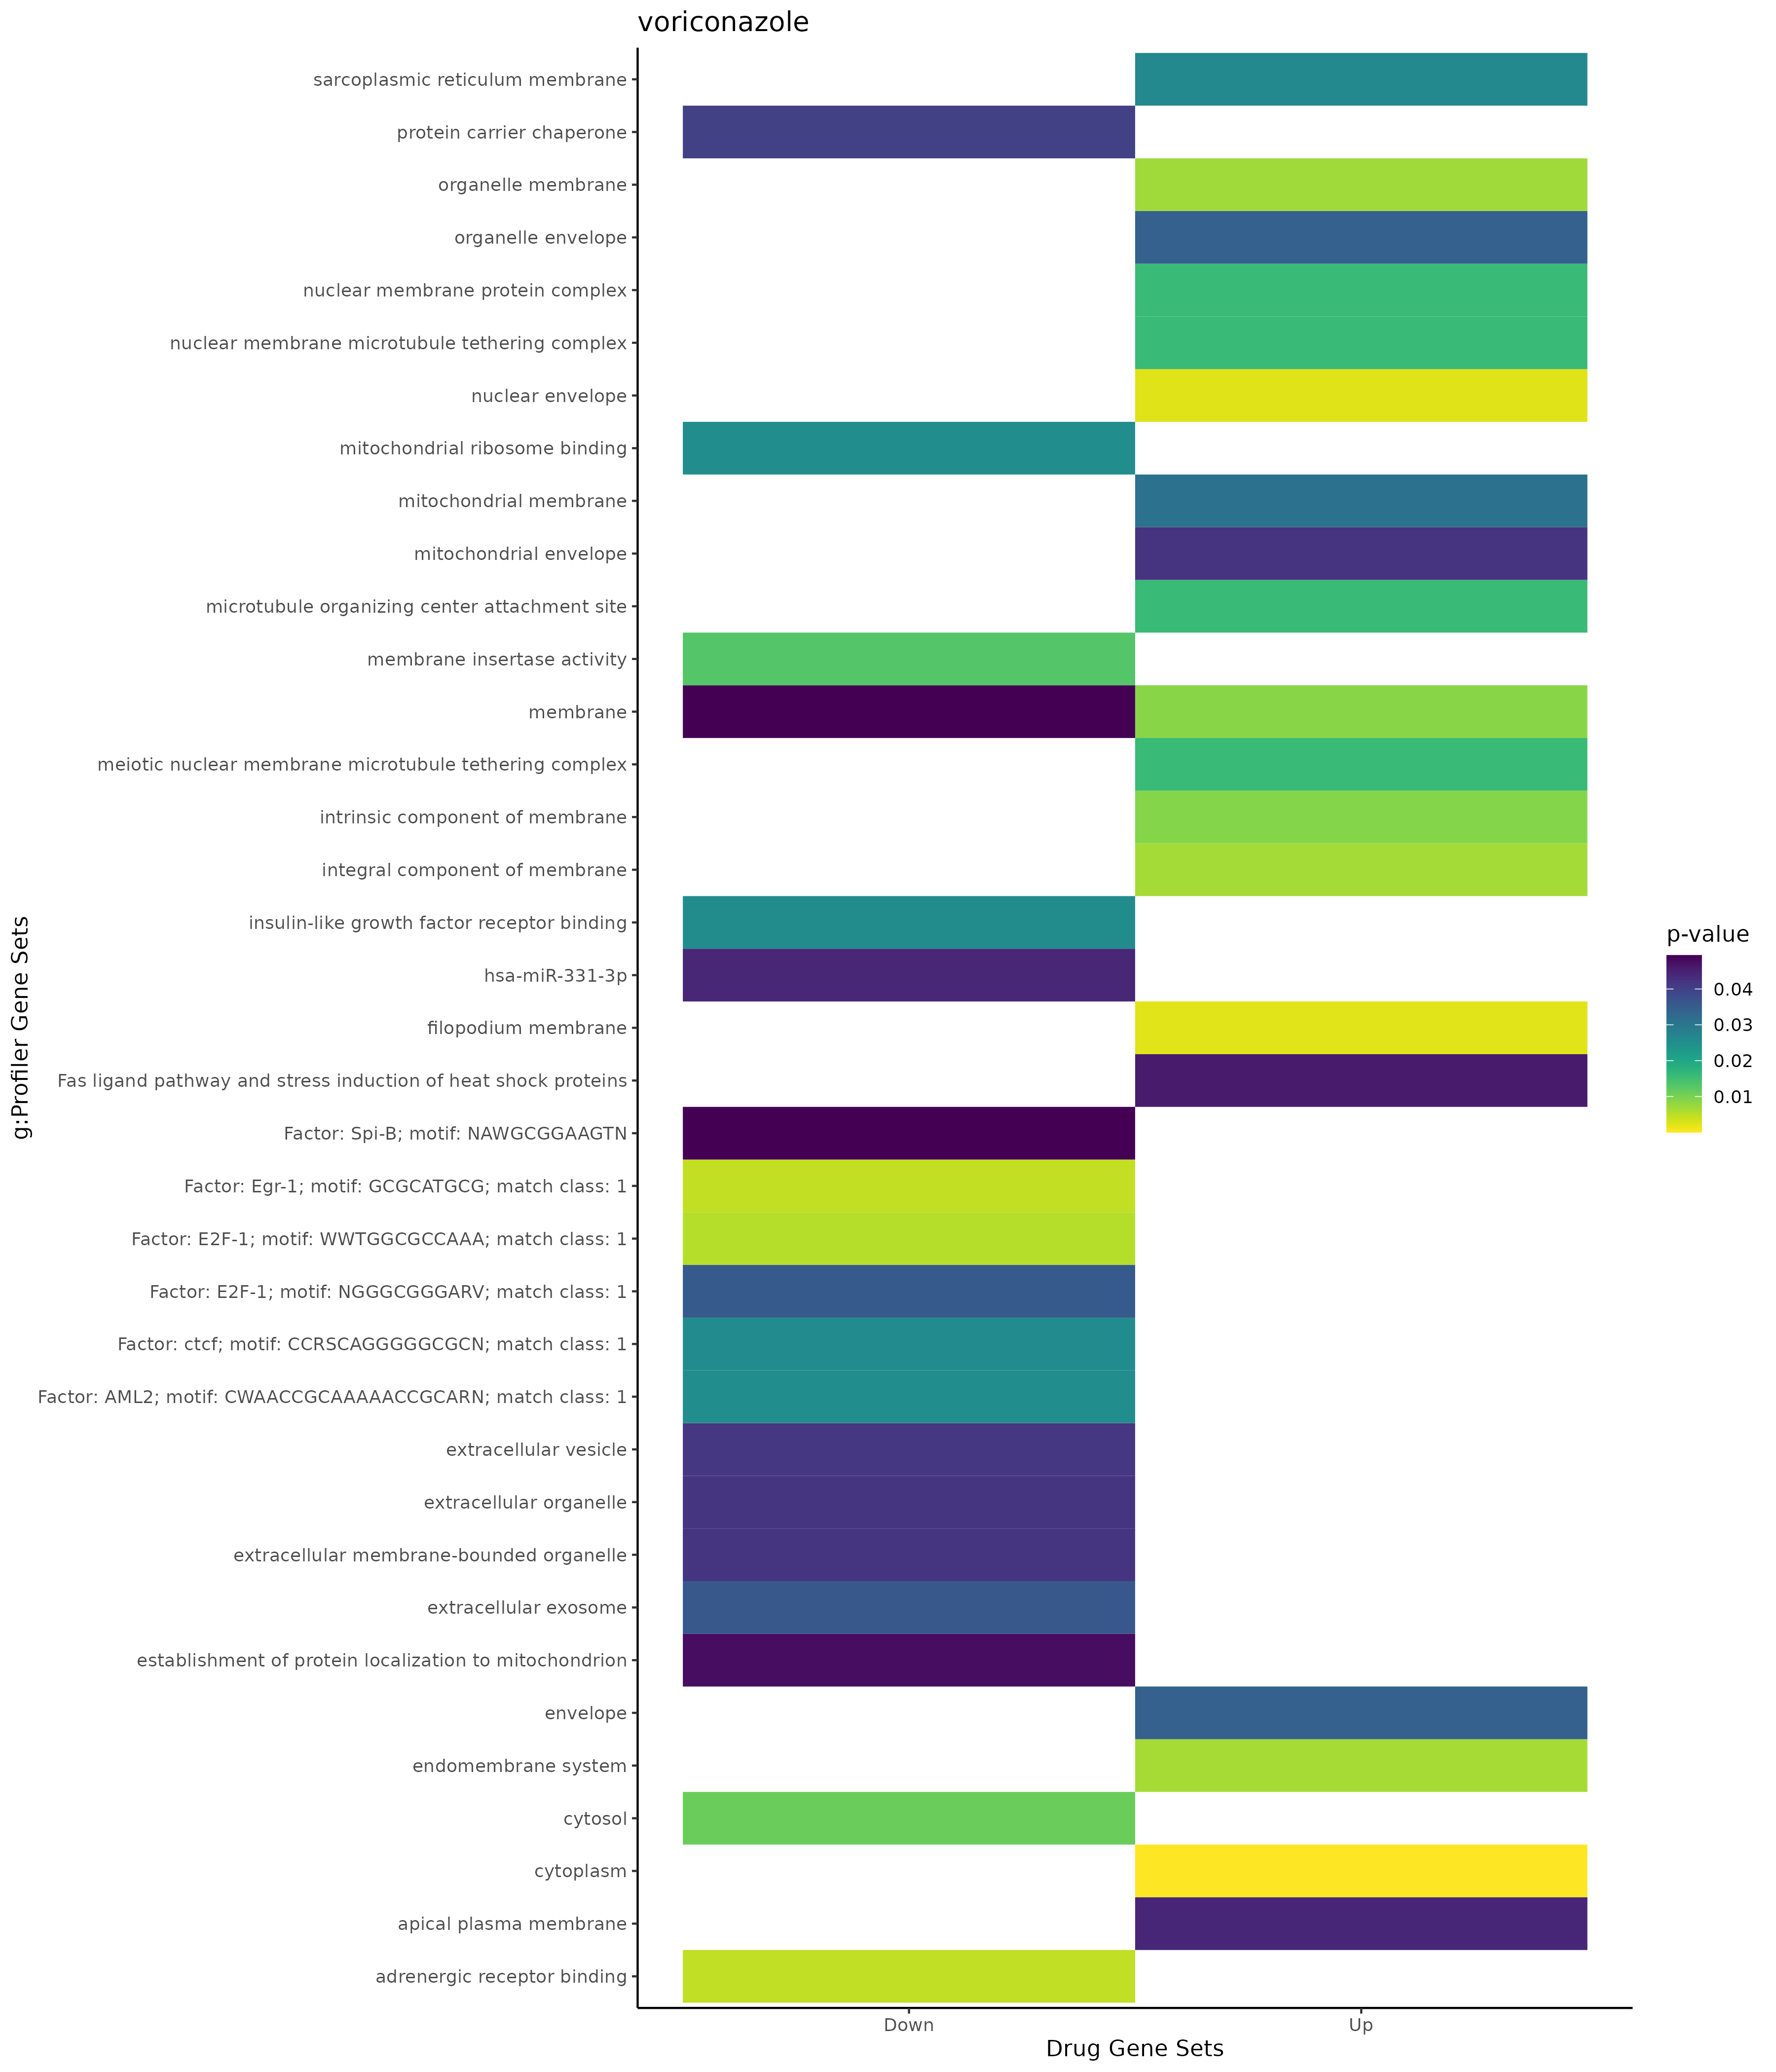 voriconazole
g:Profiler Gene Sets
sarcoplasmic reticulum membrane
protein carrier chaperone
organelle membrane
organelle envelope
nuclear membrane protein complex
nuclear membrane microtubule tethering complex
nuclear envelope
mitochondrial ribosome binding
mitochondrial membrane
mitochondrial envelope
microtubule organizing center attachment site
membrane insertase activity
membrane
meiotic nuclear membrane microtubule tethering complex
intrinsic component of membrane
integral component of membrane
insulin-like growth factor receptor binding
hsa-miR-331-3p
filopodium membrane
Fas ligand pathway and stress induction of heat shock proteins
Factor: Spi-B; motif: NAWGCGGAAGTN
Factor: Egr-1; motif: GCGCATGCG; match class: 1
Factor: E2F-1; motif: WWTGGCGCCAAA; match class: 1
Factor: E2F-1; motif: NGGGCGGGARV; match class: 1
Factor: ctcf; motif: CCRSCAGGGGGCGCN; match class: 1
Factor: AML2; motif: CWAACCGCAAAAACCGCARN; match class: 1
extracellular vesicle
extracellular organelle
extracellular membrane-bounded organelle
extracellular exosome
establishment of protein localization to mitochondrion
envelope
endomembrane system
cytosol
cytoplasm
apical plasma membrane
adrenergic receptor binding
Down
Up
Drug Gene Sets
p-value
0.04
0.03
0.02
0.01